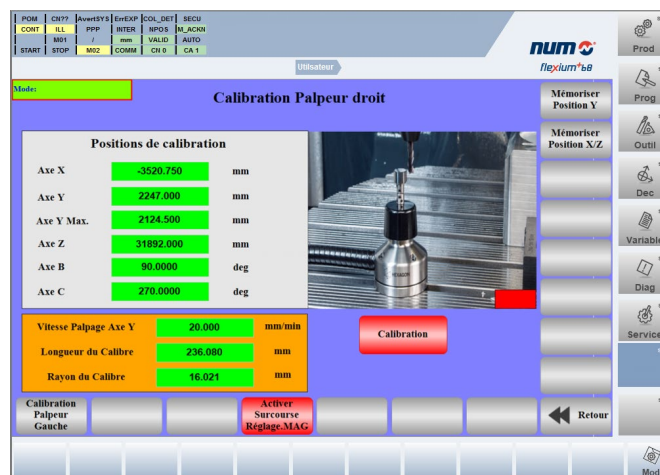 POM CN?? AvertSYS ErrEXP COL_DET SECU
CONT ILL PPP INTER NPOS M_ACKN
M01 / mm VALID AUTO
START STOP M02 COMM CN 0 CA 1
num
flexium+68
Utilisateur
Mode:
Calibration Palpeur droit
Mémoriser
Position Y
Mémoriser
Position X/Z
Positions de calibration
Axe X -3520.750 mm
Axe Y 2247.000 mm
Axe Y Max. 2124.500 mm
Axe Z 31892.000 mm
Axe B 90.0000 deg
Axe C 270.0000 deg
HEXAGON
Vitesse Palpage Axe Y 20.000 mm/min
Longueur du Calibre 236.080 mm
Rayon du Calibre 16.021 mm
Calibration
Calibration
Palpeur
Gauche
Activer
Surcourse
Réglage.MAG
Retour
Prod
Prog
Outil
Dec
Variable
Diag
Service
Mod